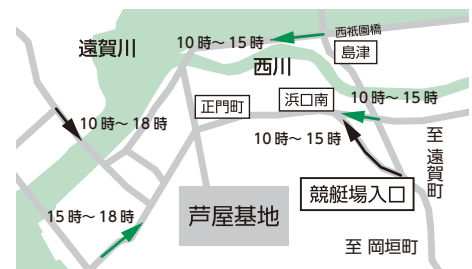 遠賀川
10時～15時
西祇園橋
島津
西川
正門町
浜口南
10時～15時
10時～18時
10時～15時
至 遠賀町
競艇場入口
15時～18時
芦屋基地
至 岡垣町